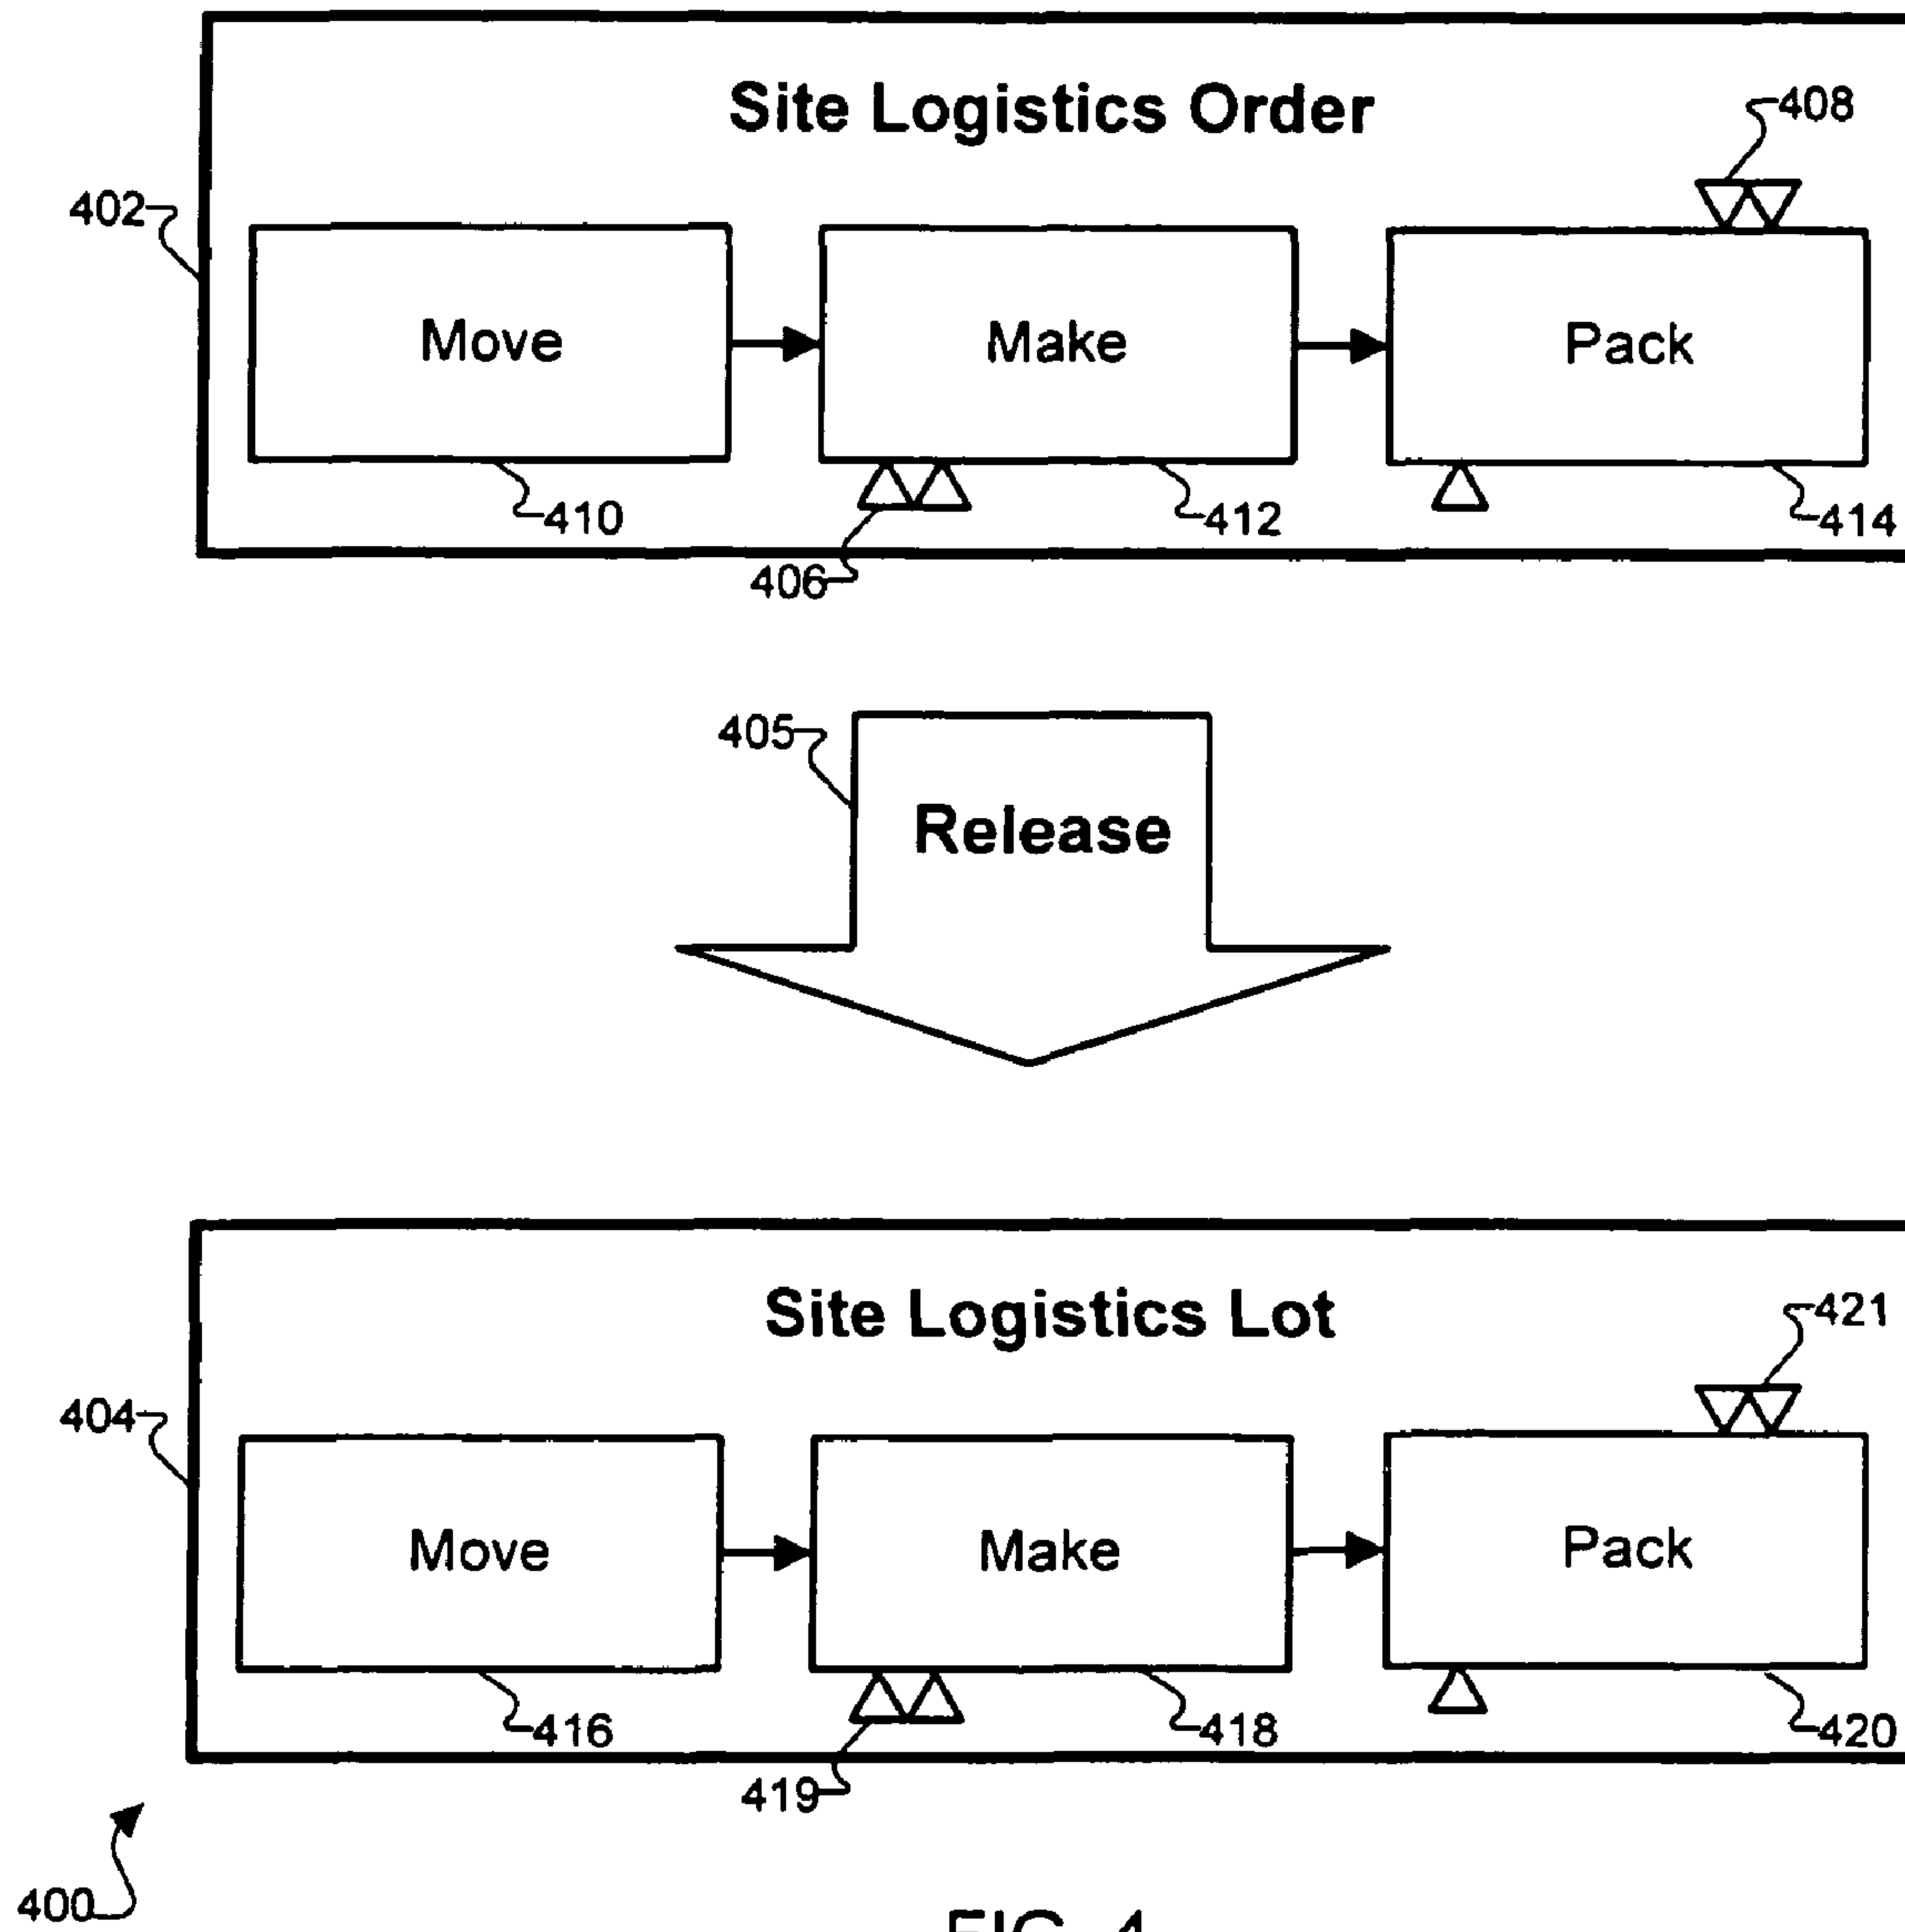 Site Logistics Order
408
402
Move
Make
Pack
410
412
414
406
405
Release
Site Logistics Lot
421
404
Move
Make
Pack
416
418
420
419
400